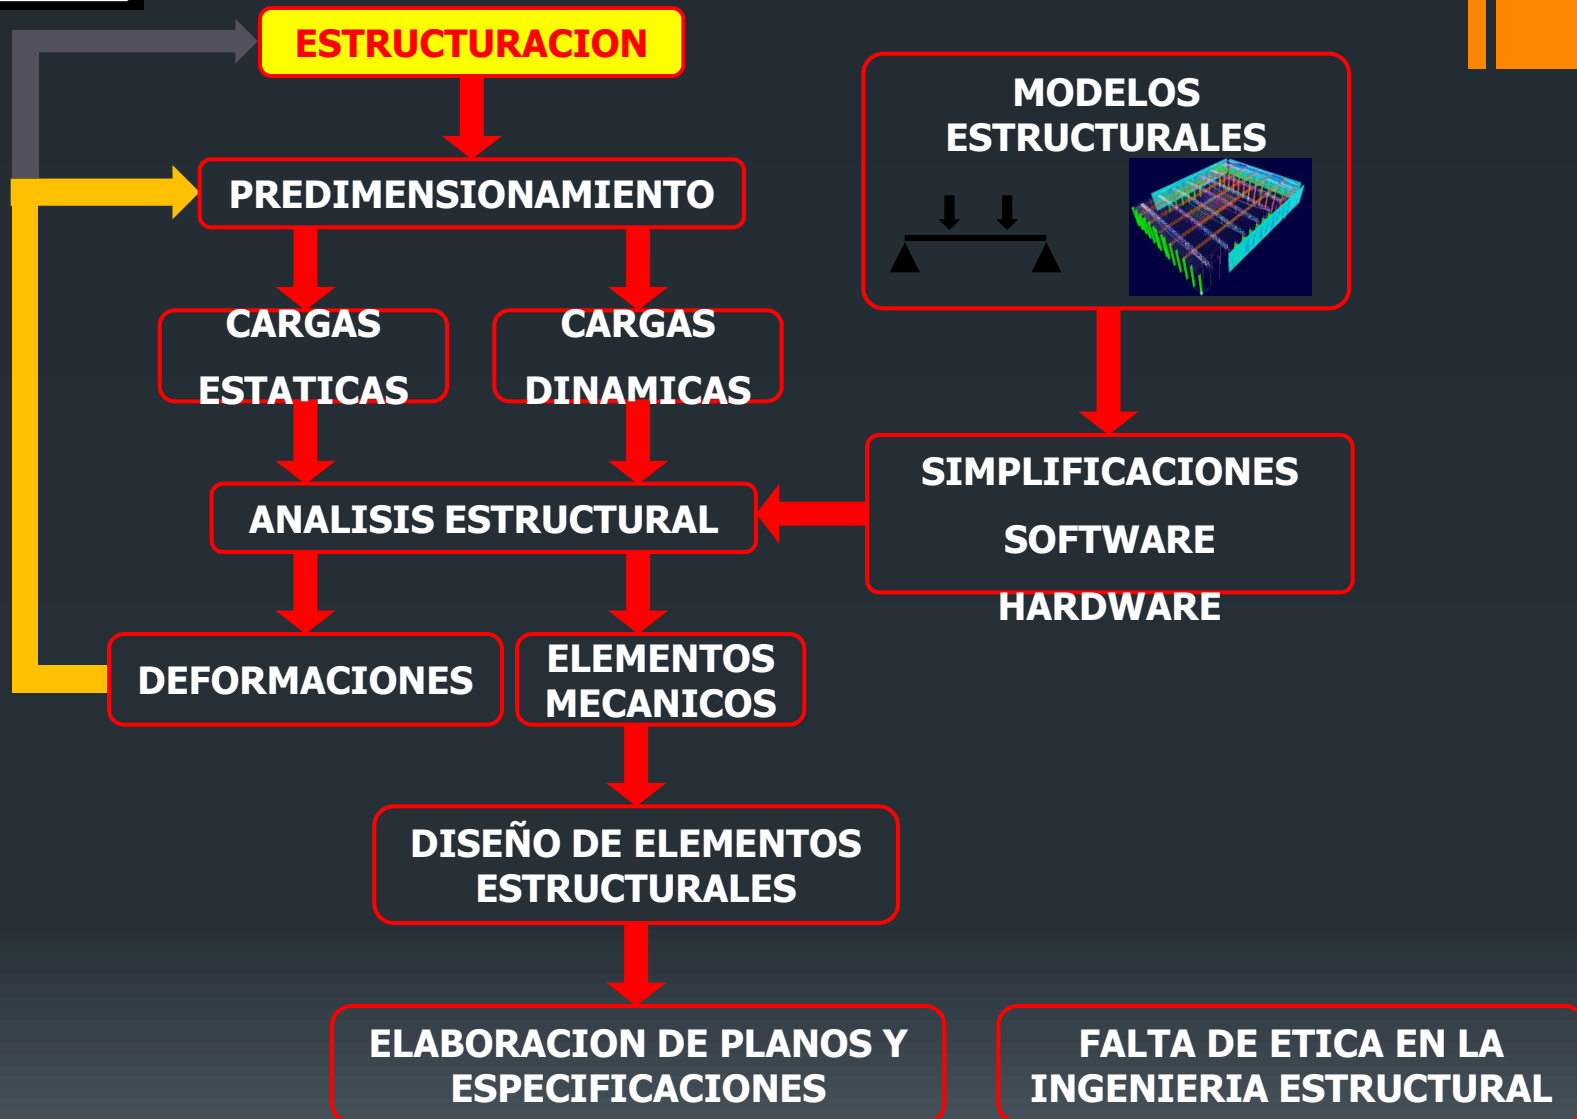 ESTRUCTURACION
PREDIMENSIONAMIENTO
CARGAS
ESTATICAS
CARGAS
DINAMICAS
ANALISIS ESTRUCTURAL
DEFORMACIONES
ELEMENTOS
MECANICOS
DISEÑO DE ELEMENTOS
ESTRUCTURALES
ELABORACION DE PLANOS Y
ESPECIFICACIONES
MODELOS
ESTRUCTURALES
SIMPLIFICACIONES
SOFTWARE
HARDWARE
FALTA DE ETICA EN LA
INGENIERIA ESTRUCTURAL